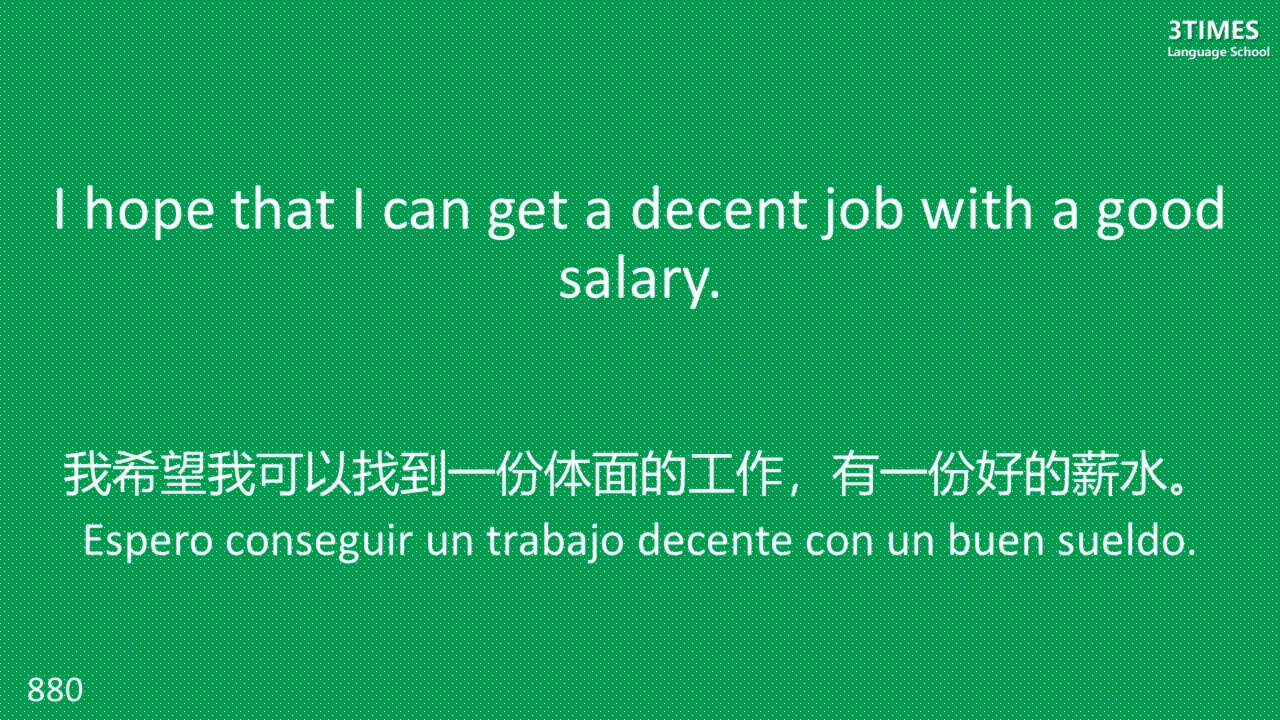 3TIMES
Language School
I hope that I can get a decent job with a good
salary.
我希望我可以找到一份体面的工作，有一份好的薪水。
Espero conseguir un trabajo decente con un buen sueldo.
880